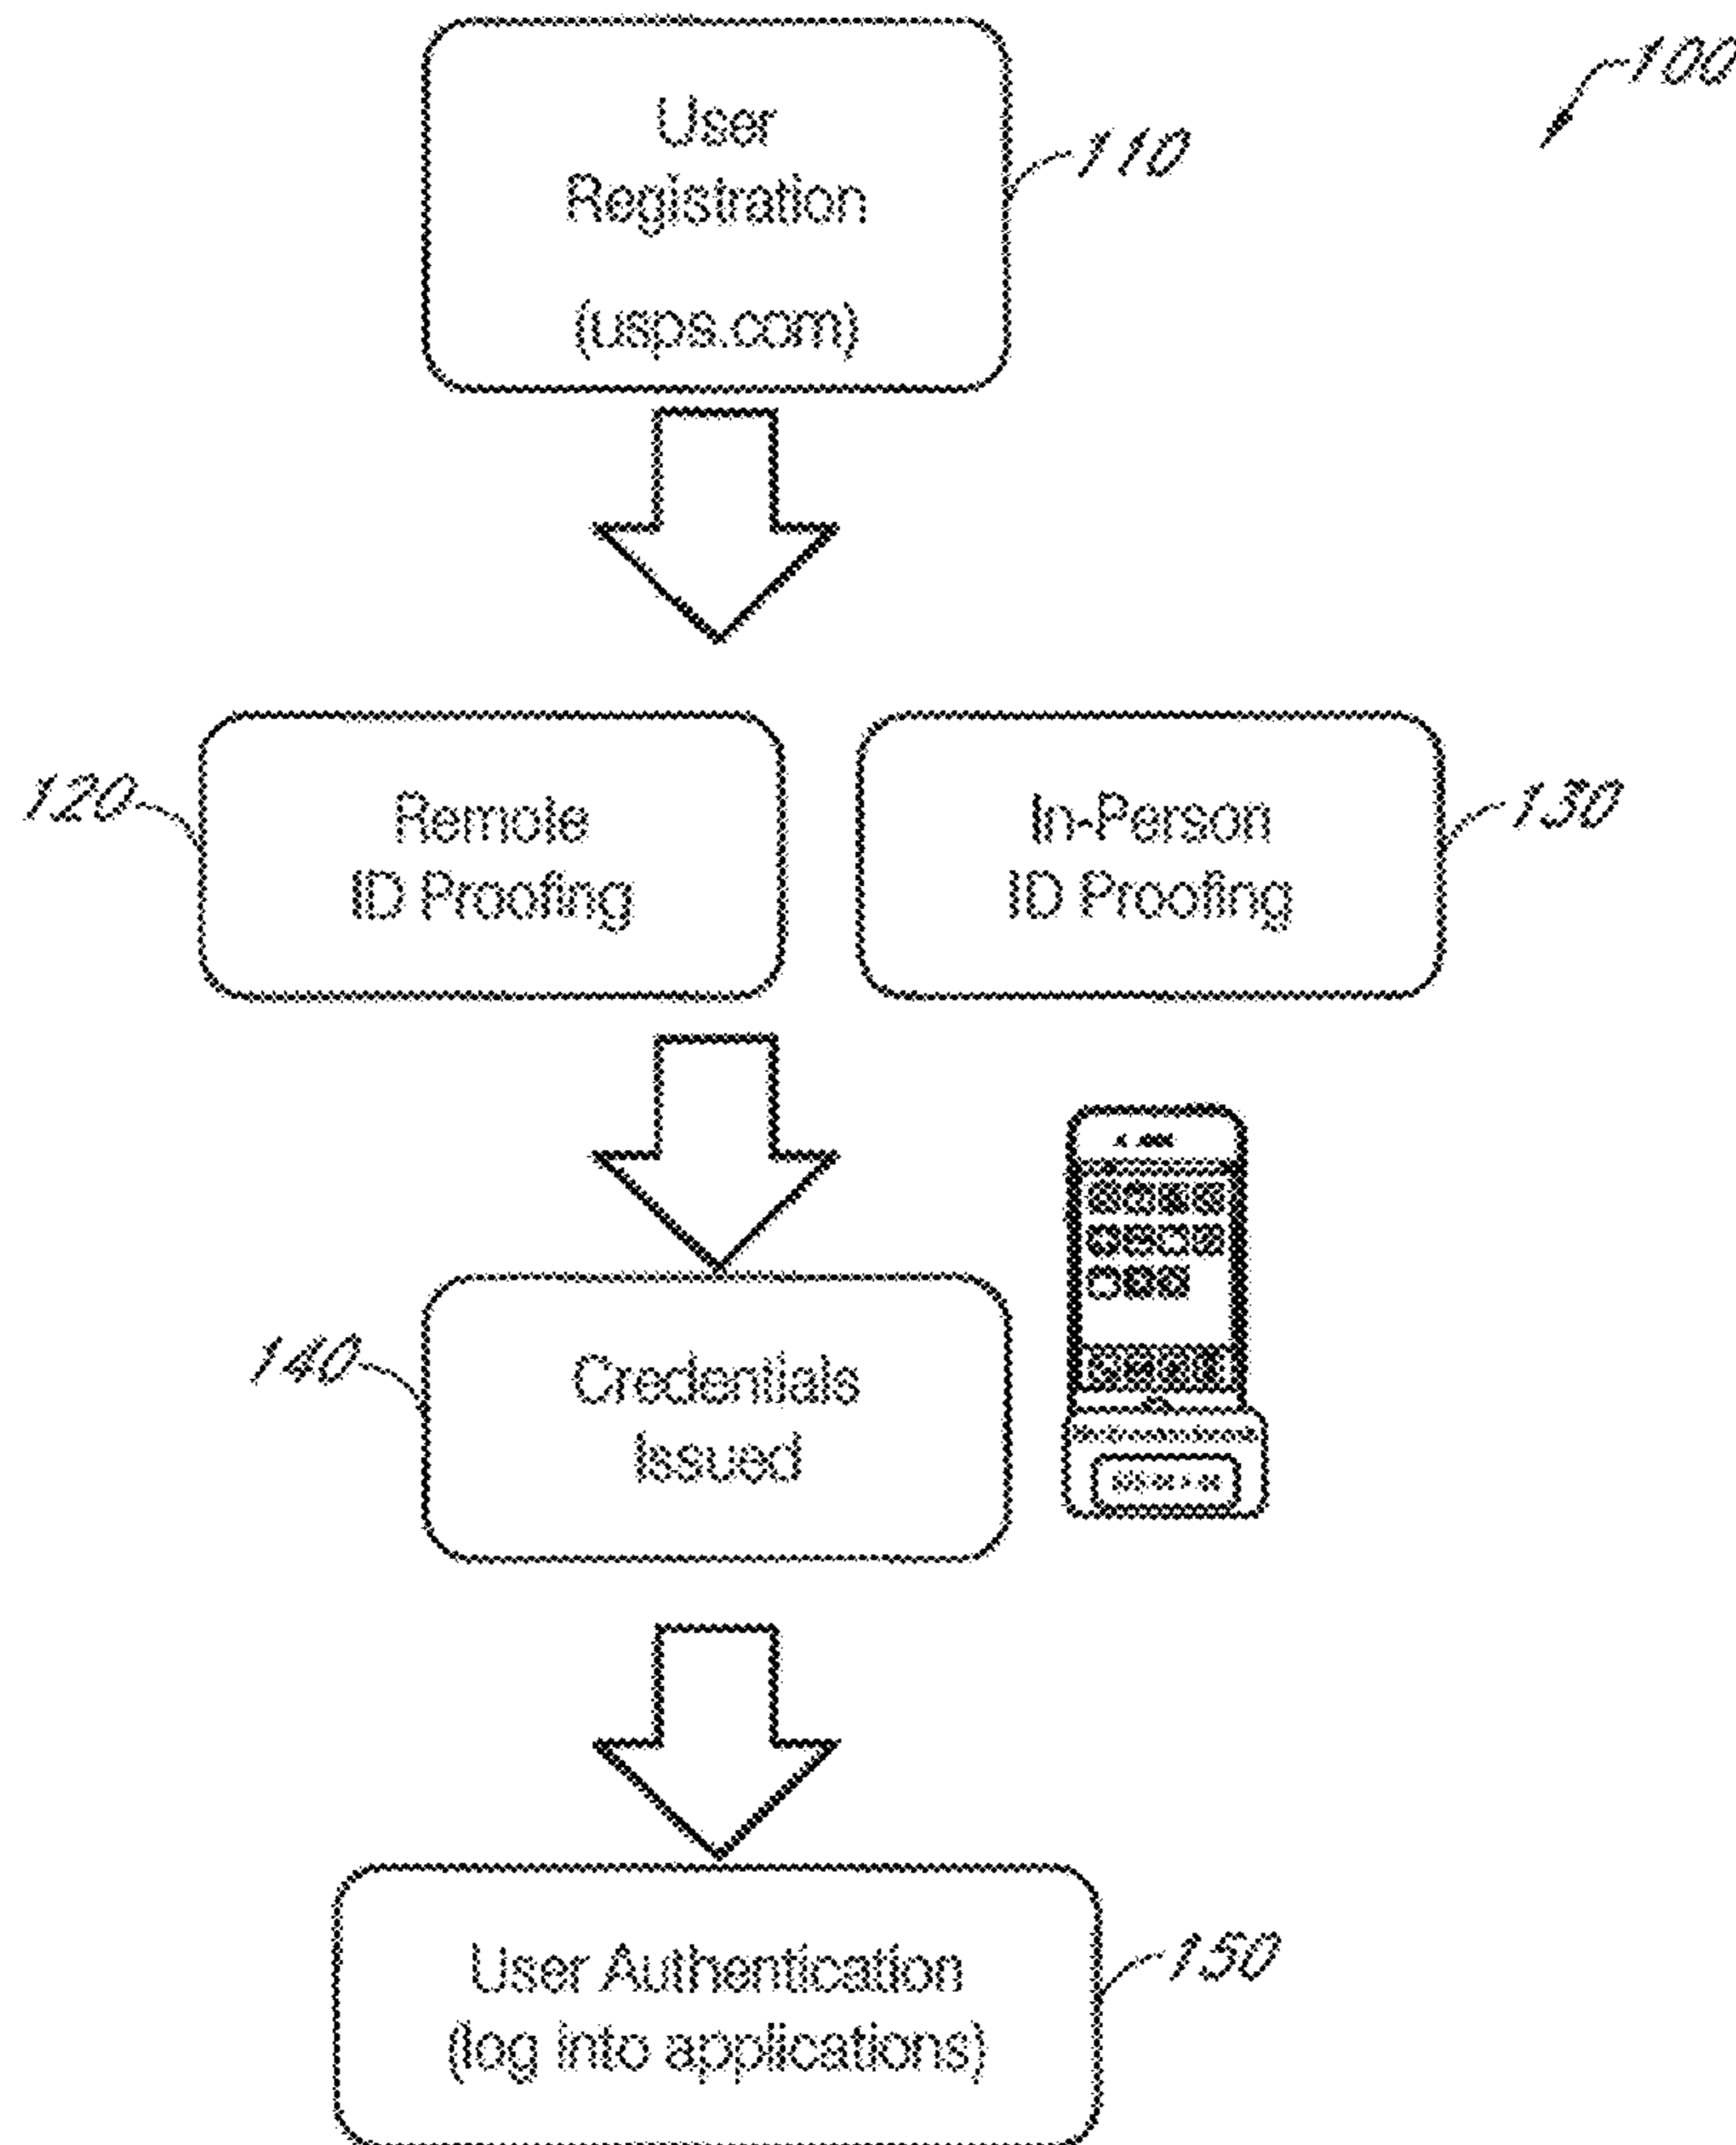 100
User
Registration
(usps.com)
110
120
Remote
ID Proofing
In-Person
ID Proofing
130
140
Credentials
Issued
User Authentication
(log into applications)
150